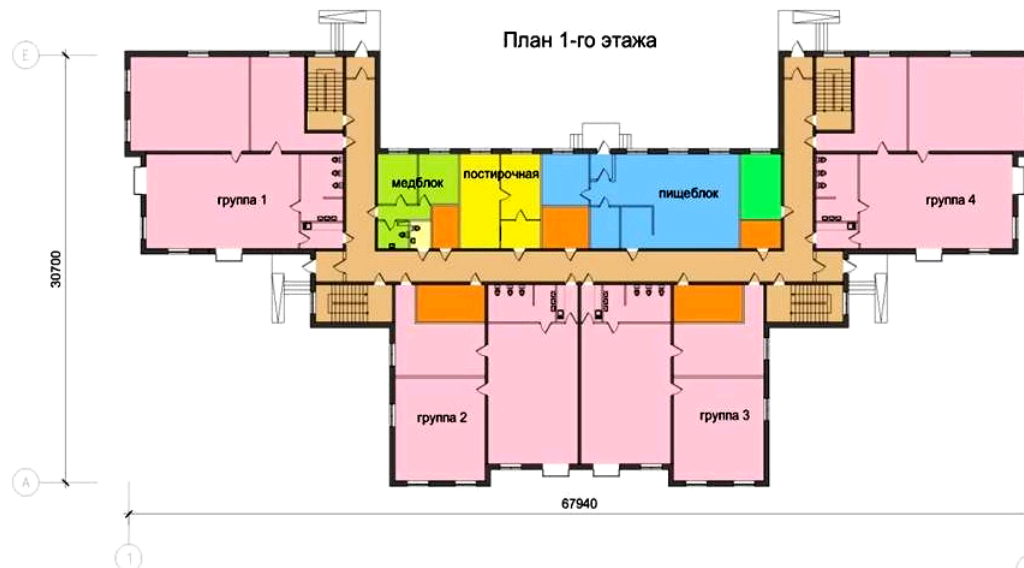 План 1-го этажа
Е
медблок
постирочная
пищеблок
группа 1
группа 4
30700
группа 2
группа 3
А
67940
1